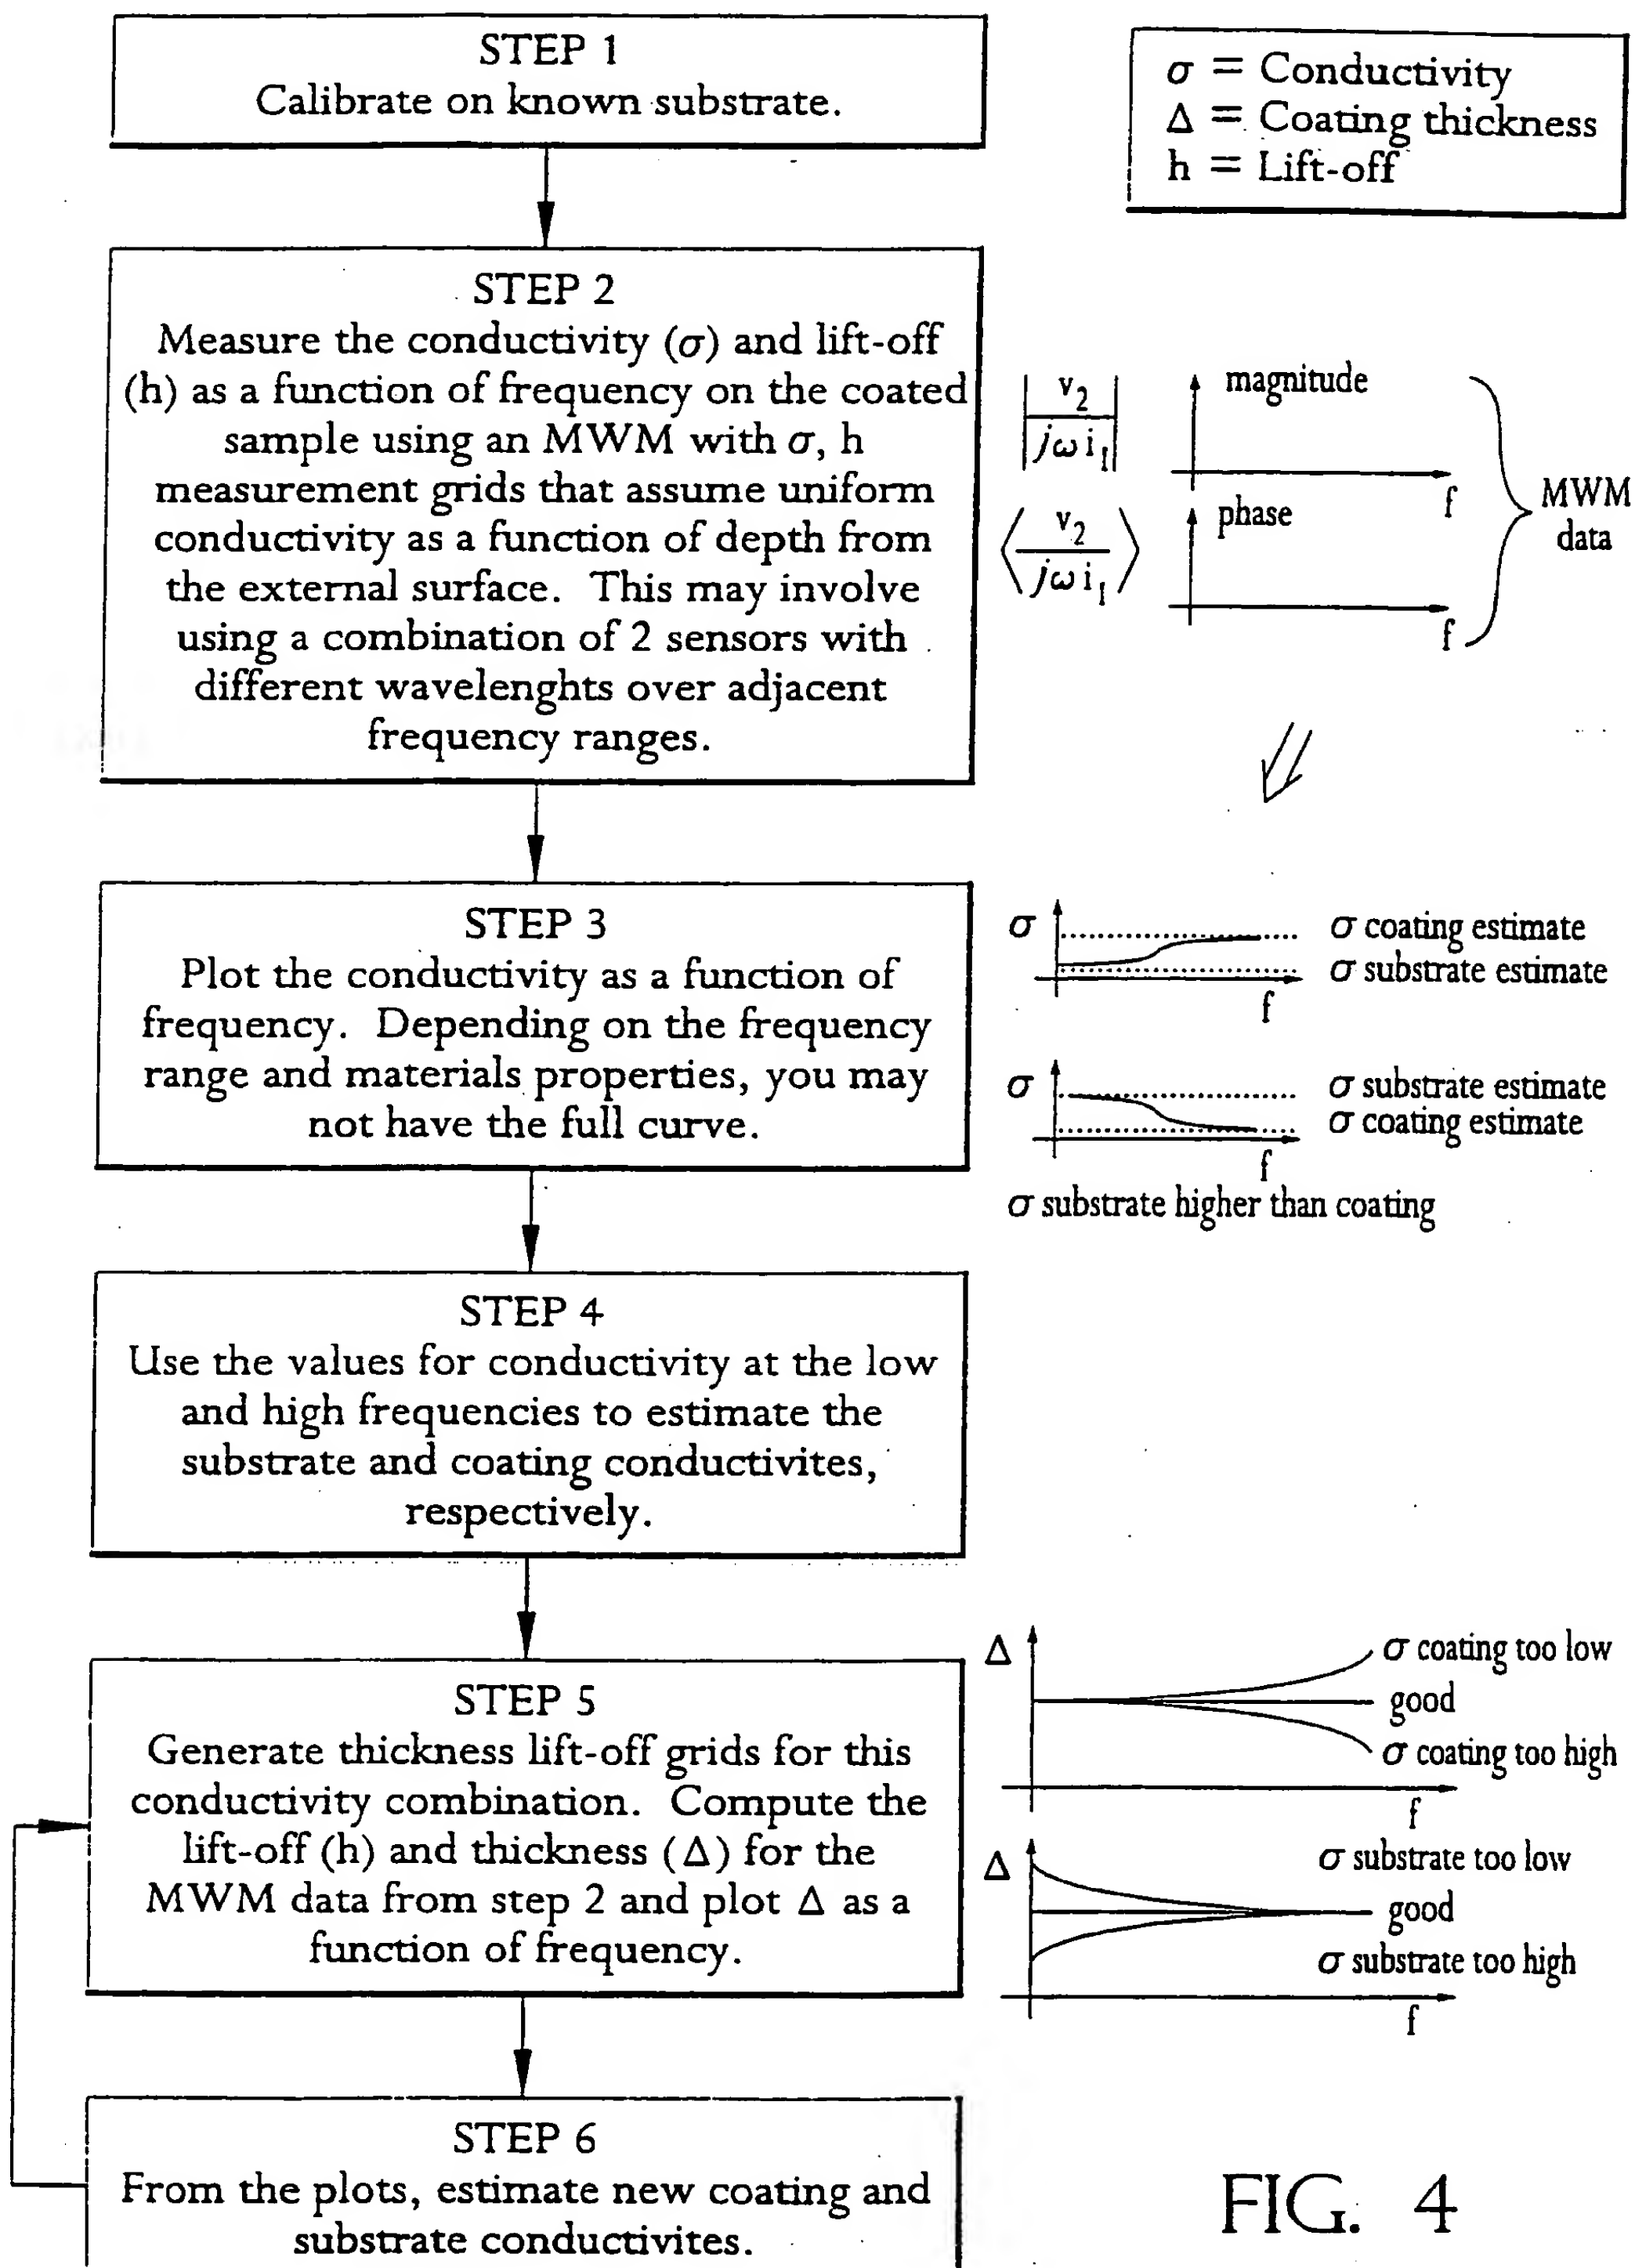 STEP 1
Calibrate on known substrate.
σ = Conductivity
Δ = Coating thickness
h = Lift-off
STEP 2
Measure the conductivity (σ) and lift-off
(h) as a function of frequency on the coated
sample using an MWM with σ, h
measurement grids that assume uniform
conductivity as a function of depth from
the external surface. This may involve
using a combination of 2 sensors with
different wavelenghts over adjacent
frequency ranges.
|v₂ / jω i₁|
magnitude
f
⟨v₂ / jω i₁⟩
phase
f
MWM
data
STEP 3
Plot the conductivity as a function of
frequency. Depending on the frequency
range and materials properties, you may
not have the full curve.
σ
σ coating estimate
σ substrate estimate
f
σ
σ substrate estimate
σ coating estimate
f
σ substrate higher than coating
STEP 4
Use the values for conductivity at the low
and high frequencies to estimate the
substrate and coating conductivites,
respectively.
STEP 5
Generate thickness lift-off grids for this
conductivity combination. Compute the
lift-off (h) and thickness (Δ) for the
MWM data from step 2 and plot Δ as a
function of frequency.
Δ
σ coating too low
good
σ coating too high
f
Δ
σ substrate too low
good
σ substrate too high
f
STEP 6
From the plots, estimate new coating and
substrate conductivites.
FIG. 4